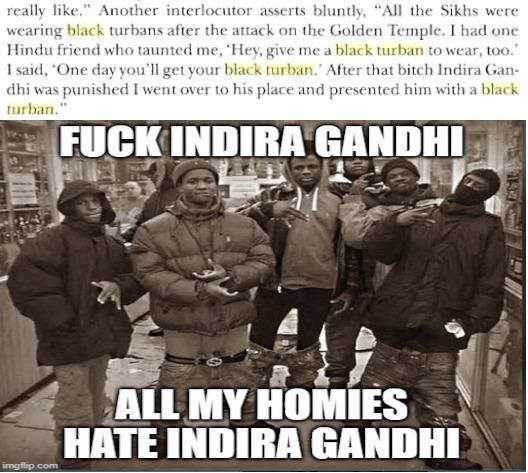 really like.” Another interlocutor asserts bluntly, “All the Sikhs were
wearing black turbans after the attack on the Golden Temple. I had one
Hindu friend who taunted me, ‘Hey, give me a black turban to wear, too.’
I said, ‘One day you’ll get your black turban.’ After that bitch Indira Gan-
dhi was punished I went over to his place and presented him with a black
turban.”
FUCK INDIRA GANDHI
ALL MY HOMIES
HATE INDIRA GANDHI
imgflip.com